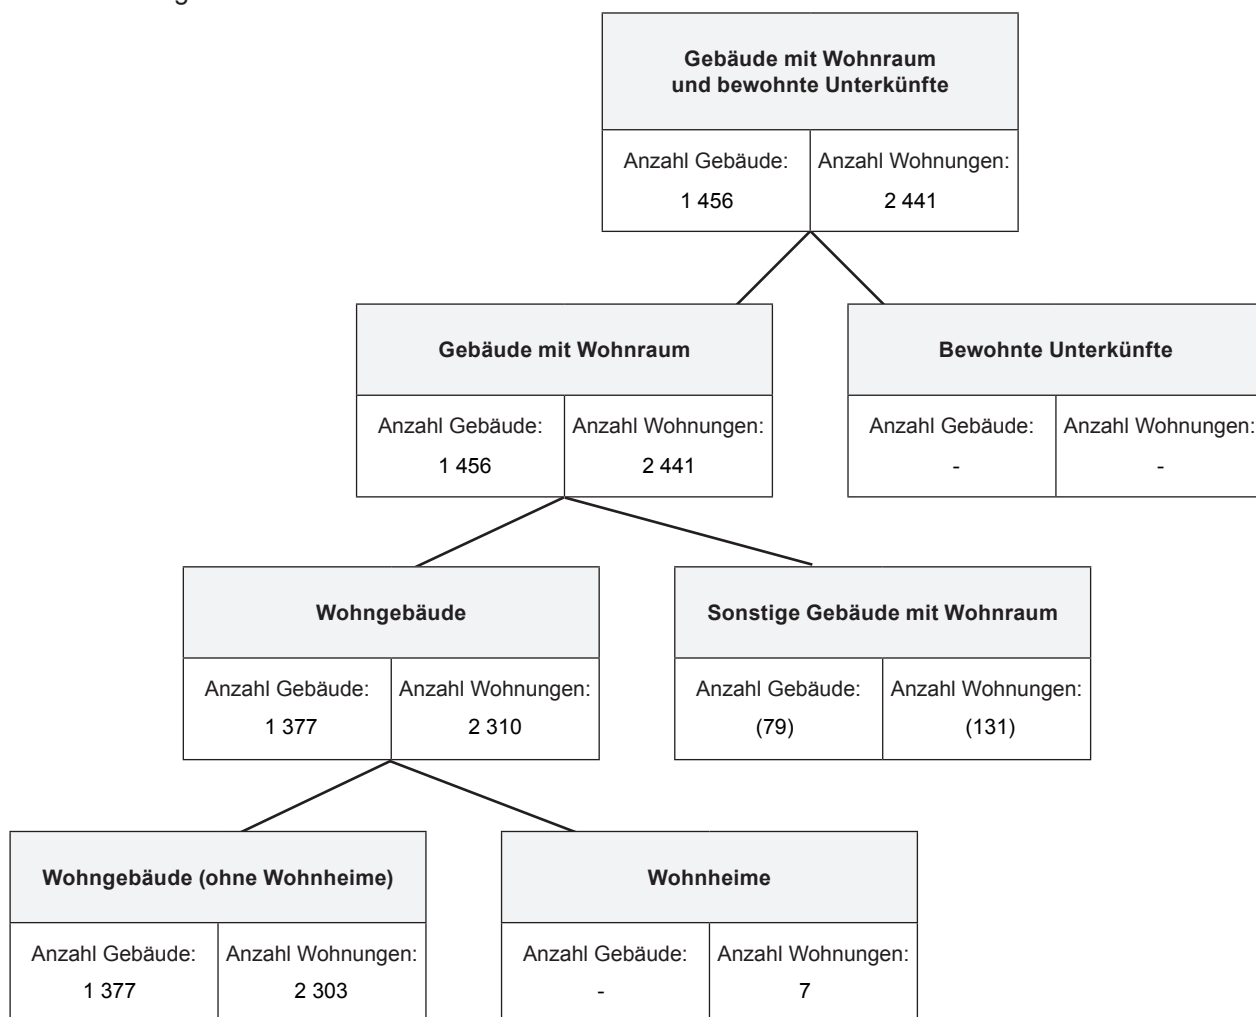 Gebäude mit Wohnraum
und bewohnte Unterkünfte
Anzahl Gebäude: Anzahl Wohnungen:
1 456 2 441
Gebäude mit Wohnraum Bewohnte Unterkünfte
Anzahl Gebäude: Anzahl Wohnungen: Anzahl Gebäude: Anzahl Wohnungen:
1 456 2 441 - -
Wohngebäude Sonstige Gebäude mit Wohnraum
Anzahl Gebäude: Anzahl Wohnungen: Anzahl Gebäude: Anzahl Wohnungen:
1 377 2 310 (79) (131)
Wohngebäude (ohne Wohnheime) Wohnheime
Anzahl Gebäude: Anzahl Wohnungen: Anzahl Gebäude: Anzahl Wohnungen:
1 377 2 303 - 7